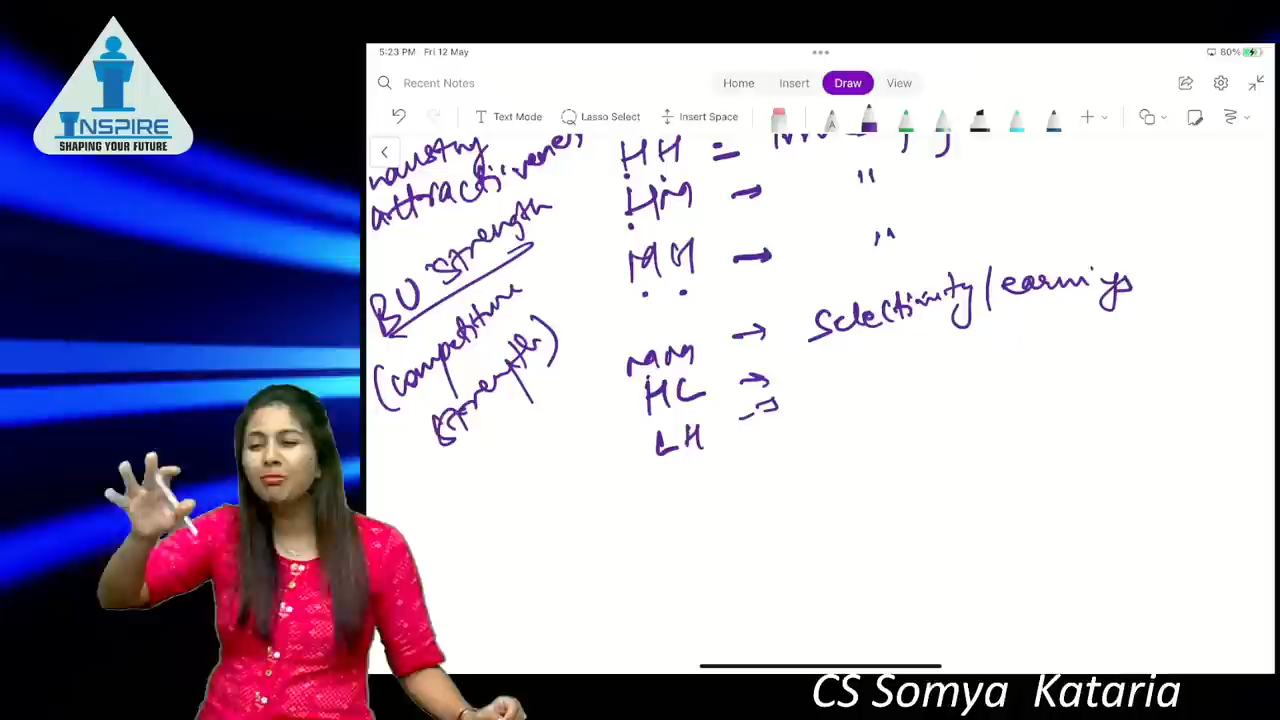 INSPIRE
SHAPING YOUR FUTURE
5:23 PM Fri 12 May
80%
Recent Notes
Home Insert Draw View
Text Mode Lasso Select Insert Space
attractiveness
BU Strength
(competitive
Strength)
HH =
HM → "
MH → "
MM → Selectivity/earnings
HL →
LH →
CS Somya Kataria